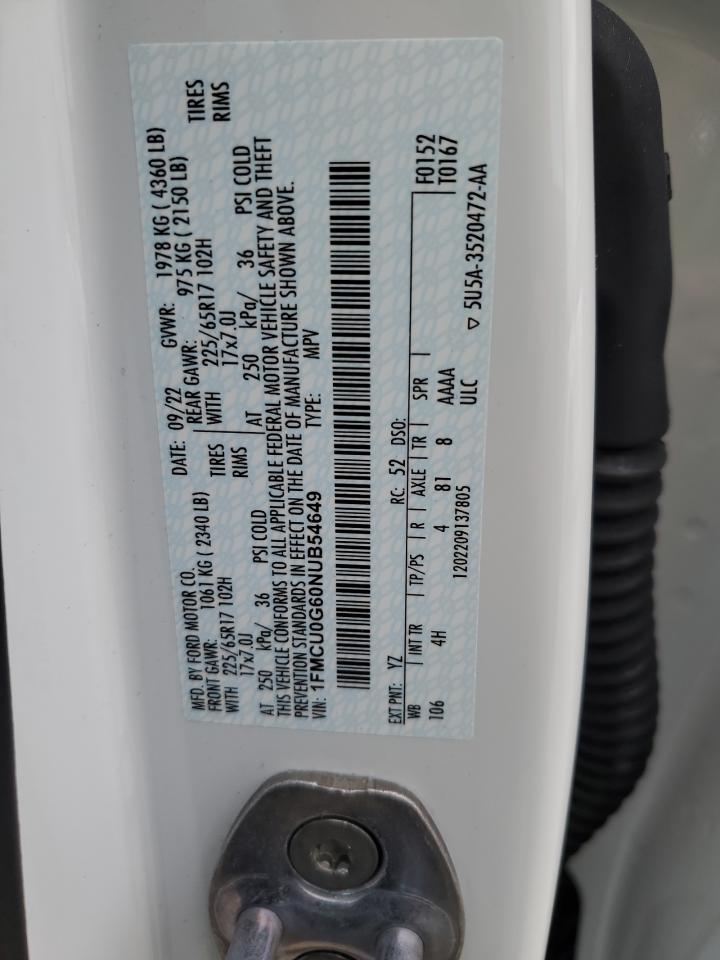 MFD. BY FORD MOTOR CO. DATE: 09/22 GVWR: 1978 KG ( 4360 LB)
FRONT GAWR: 1061 KG ( 2340 LB) REAR GAWR: 975 KG ( 2150 LB)
WITH 225/65R17 102H TIRES WITH 225/65R17 102H TIRES
17x7.0J RIMS 17x7.0J RIMS
AT 250 kPa/ 36 PSI COLD AT 250 kPa/ 36 PSI COLD
THIS VEHICLE CONFORMS TO ALL APPLICABLE FEDERAL MOTOR VEHICLE SAFETY AND THEFT
PREVENTION STANDARDS IN EFFECT ON THE DATE OF MANUFACTURE SHOWN ABOVE.
VIN: 1FMCU0G60NUB54649 TYPE: MPV
EXT PNT: YZ RC: 52 DSO: F0152
WB INT TR TP/PS R AXLE TR SPR T0167
106 4H 4 81 8 AAAA
1202209137805 ULC ▽ 5U5A-3520472-AA